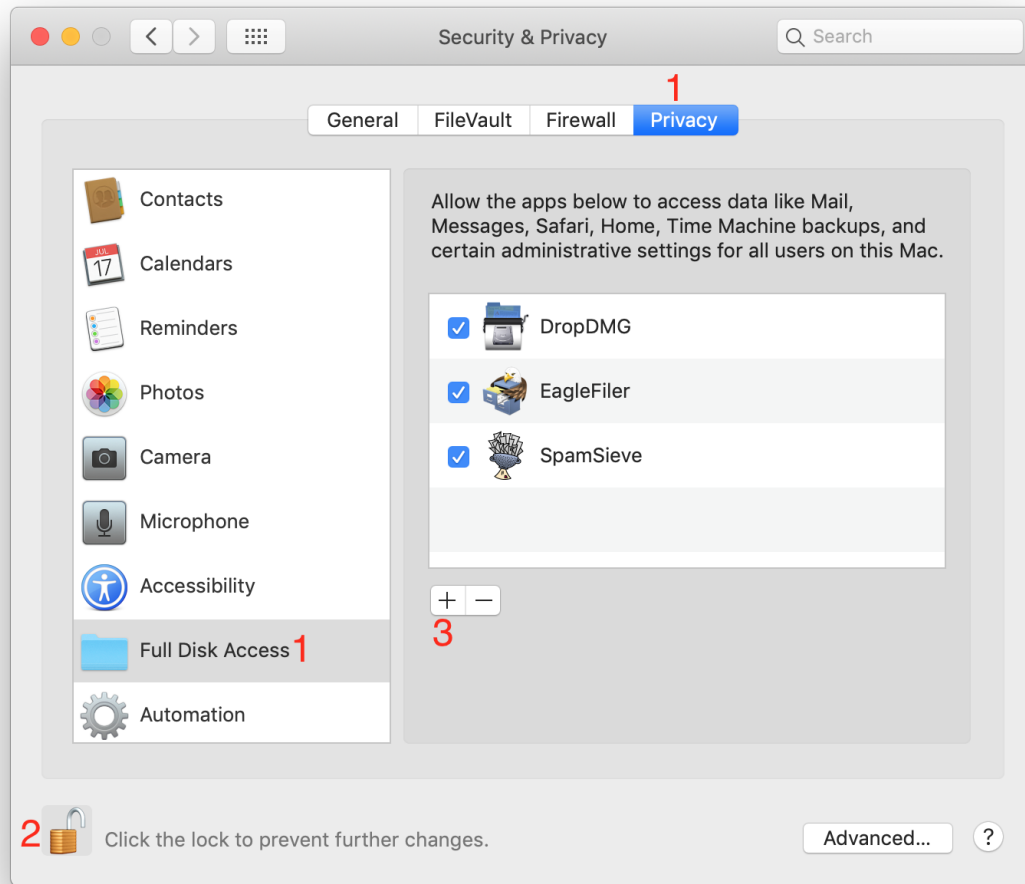 Security & Privacy
Search
1
General
FileVault
Firewall
Privacy
Contacts
JUL
17
Calendars
Reminders
Photos
Camera
Microphone
Accessibility
Full Disk Access 1
Automation
Allow the apps below to access data like Mail,
Messages, Safari, Home, Time Machine backups, and
certain administrative settings for all users on this Mac.
DropDMG
EagleFiler
SpamSieve
+ −
3
2
Click the lock to prevent further changes.
Advanced...
?